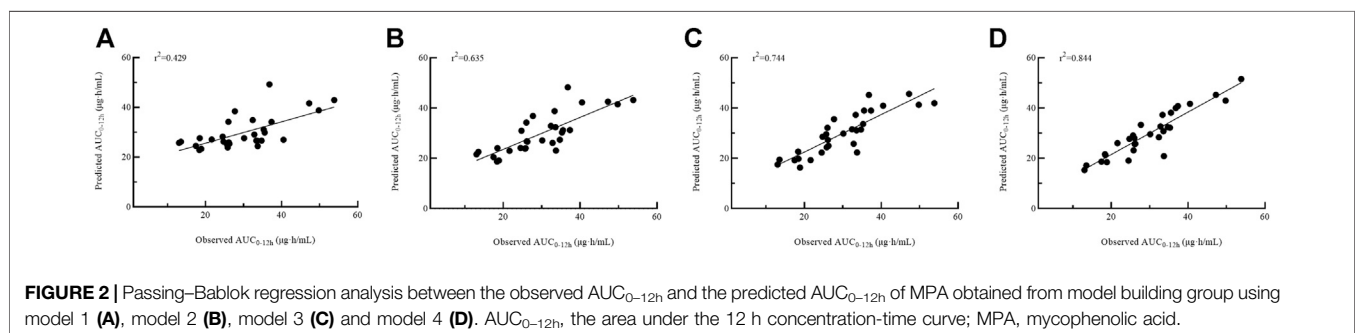 A
r²=0.429
60
40
20
0
Predicted AUC₀₋₁₂ₕ (μg·h/mL)
20
40
60
Observed AUC₀₋₁₂ₕ (μg·h/mL)
B
r²=0.635
60
40
20
0
Predicted AUC₀₋₁₂ₕ (μg·h/mL)
20
40
60
Observed AUC₀₋₁₂ₕ (μg·h/mL)
C
r²=0.744
60
40
20
0
Predicted AUC₀₋₁₂ₕ (μg·h/mL)
20
40
60
Observed AUC₀₋₁₂ₕ (μg·h/mL)
D
r²=0.844
60
40
20
0
Predicted AUC₀₋₁₂ₕ (μg·h/mL)
20
40
60
Observed AUC₀₋₁₂ₕ (μg·h/mL)
FIGURE 2 | Passing–Bablok regression analysis between the observed AUC₀₋₁₂ₕ and the predicted AUC₀₋₁₂ₕ of MPA obtained from model building group using
model 1 (A), model 2 (B), model 3 (C) and model 4 (D). AUC₀₋₁₂ₕ, the area under the 12 h concentration-time curve; MPA, mycophenolic acid.